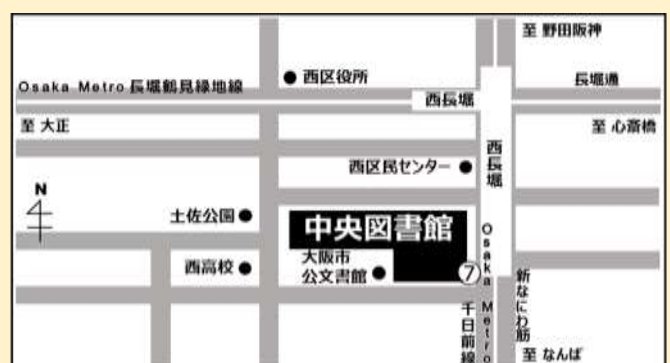 至 野田阪神
西区役所
長堀通
Osaka Metro 長堀鶴見緑地線
西長堀
至 大正
至 心斎橋
西長堀
西区民センター
N
土佐公園
中央図書館
西高校
大阪市
公文書館
⑦
Osaka Metro
千日前線
新なにわ筋
至 なんば